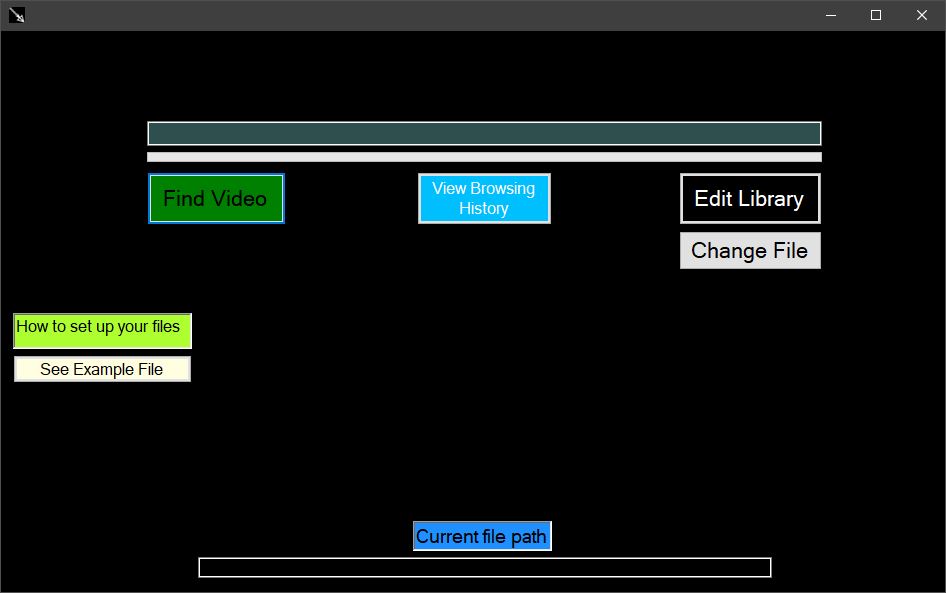 Find Video
View Browsing
History
Edit Library
Change File
How to set up your files
See Example File
Current file path